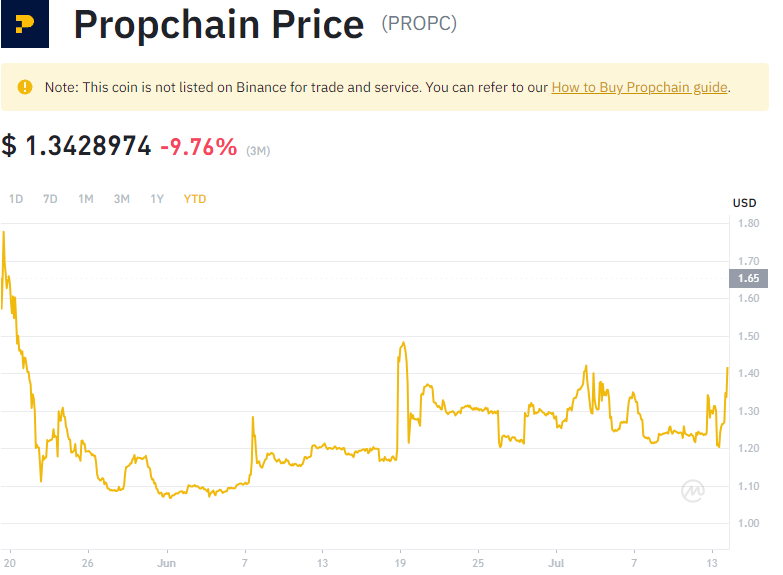 Propchain Price (PROPC)
Note: This coin is not listed on Binance for trade and service. You can refer to our How to Buy Propchain guide.
$ 1.3428974 -9.76% (3M)
1D 7D 1M 3M 1Y YTD
USD
1.80
1.70
1.65
1.60
1.50
1.40
1.30
1.20
1.10
1.00
20 26 Jun 7 13 19 25 Jul 7 13